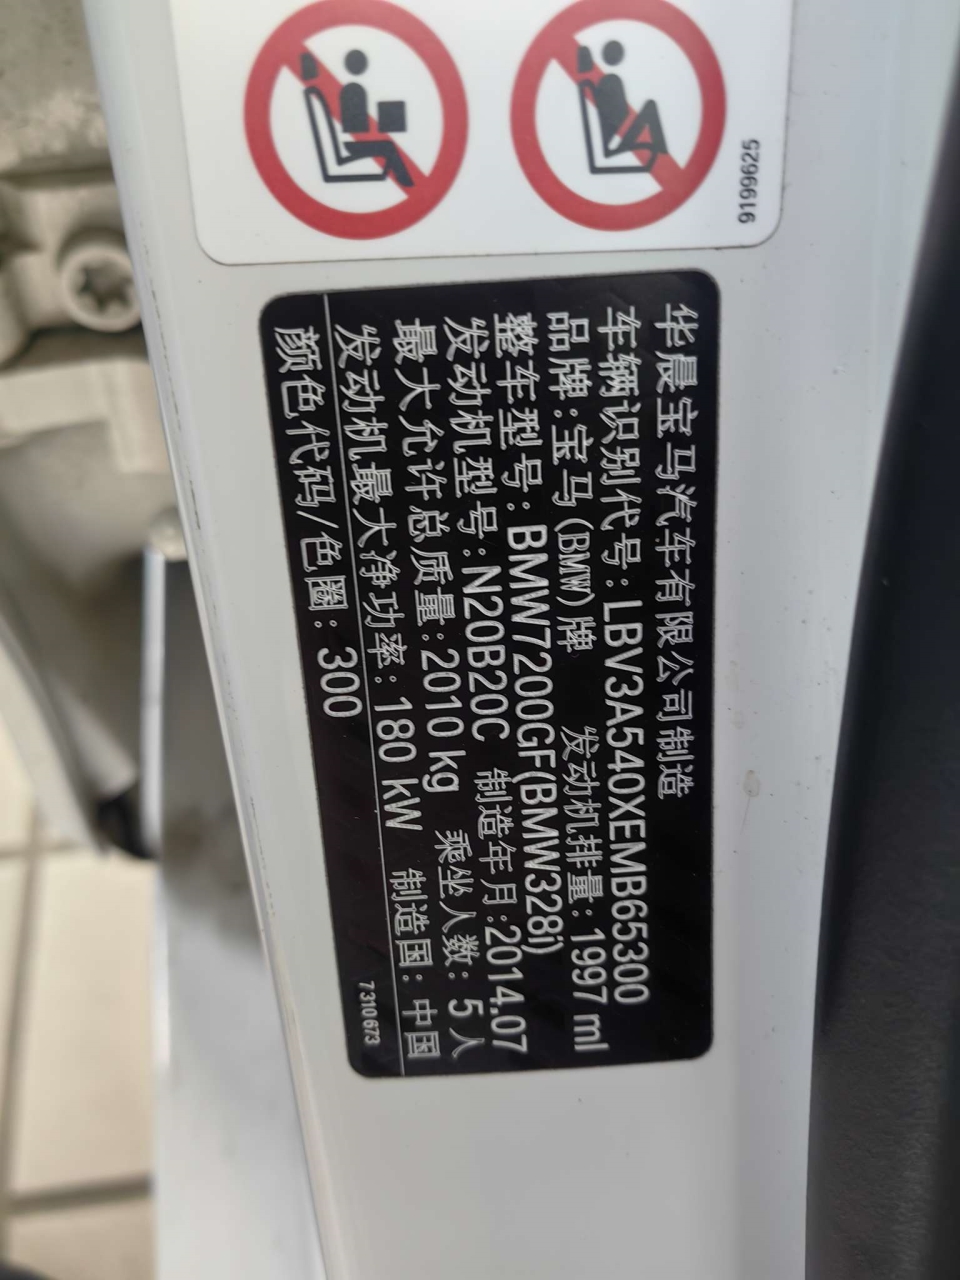 9199625
华晨宝马汽车有限公司制造
车辆识别代号: LBV3A540XEMB65300
品牌: 宝马(BMW)牌 发动机排量: 1997 ml
整车型号: BMW7200GF(BMW328i)
发动机型号: N20B20C 制造年月: 2014.07
最大允许总质量: 2010 kg 乘坐人数: 5 人
发动机最大净功率: 180 kW 制造国: 中国
颜色代码/色圈: 300 7310673